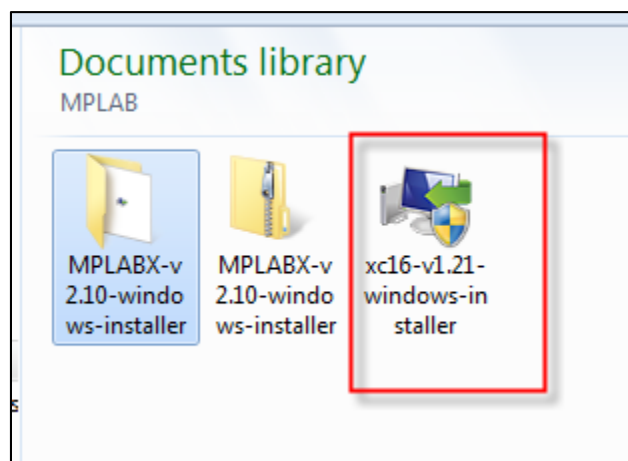 Documents library
MPLAB
MPLABX-v
2.10-windo
ws-installer
MPLABX-v
2.10-windo
ws-installer
xc16-v1.21-
windows-in
staller
s